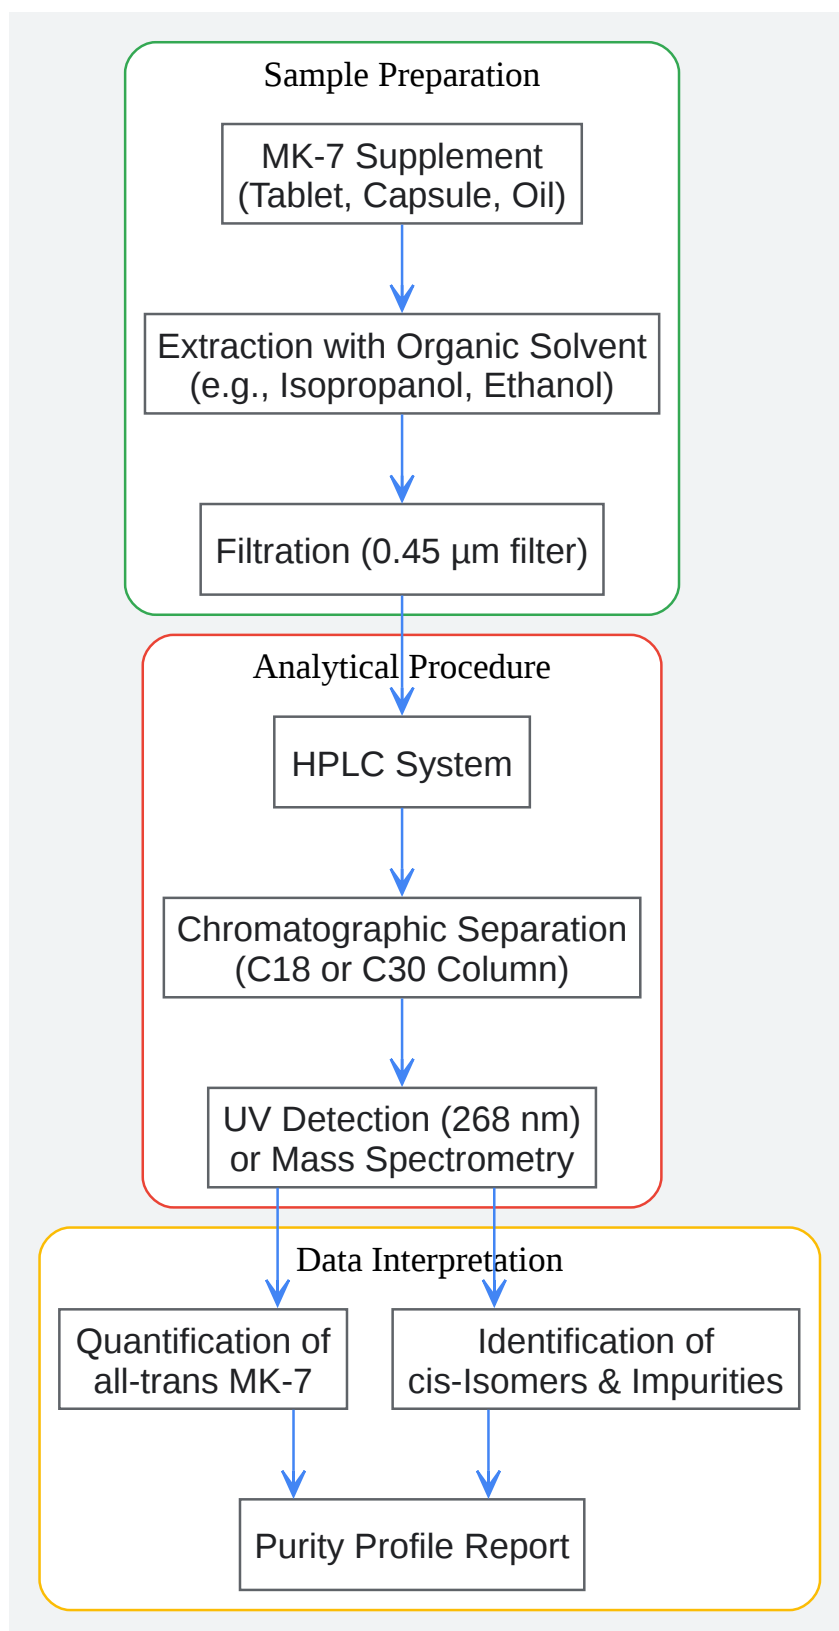 Sample Preparation
MK-7 Supplement
(Tablet, Capsule, Oil)
Extraction with Organic Solvent
(e.g., Isopropanol, Ethanol)
Filtration (0.45 µm filter)
Analytical Procedure
HPLC System
Chromatographic Separation
(C18 or C30 Column)
UV Detection (268 nm)
or Mass Spectrometry
Data Interpretation
Quantification of
all-trans MK-7
Identification of
cis-Isomers & Impurities
Purity Profile Report